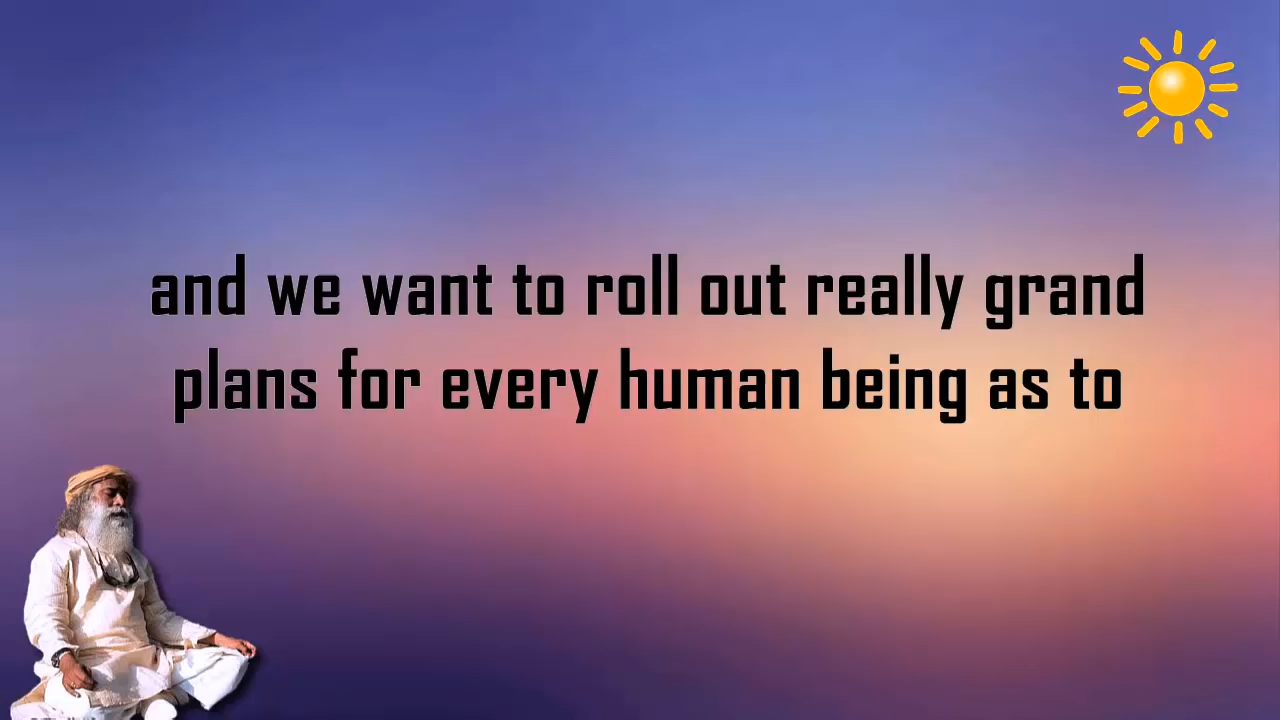 and we want to roll out really grand
plans for every human being as to